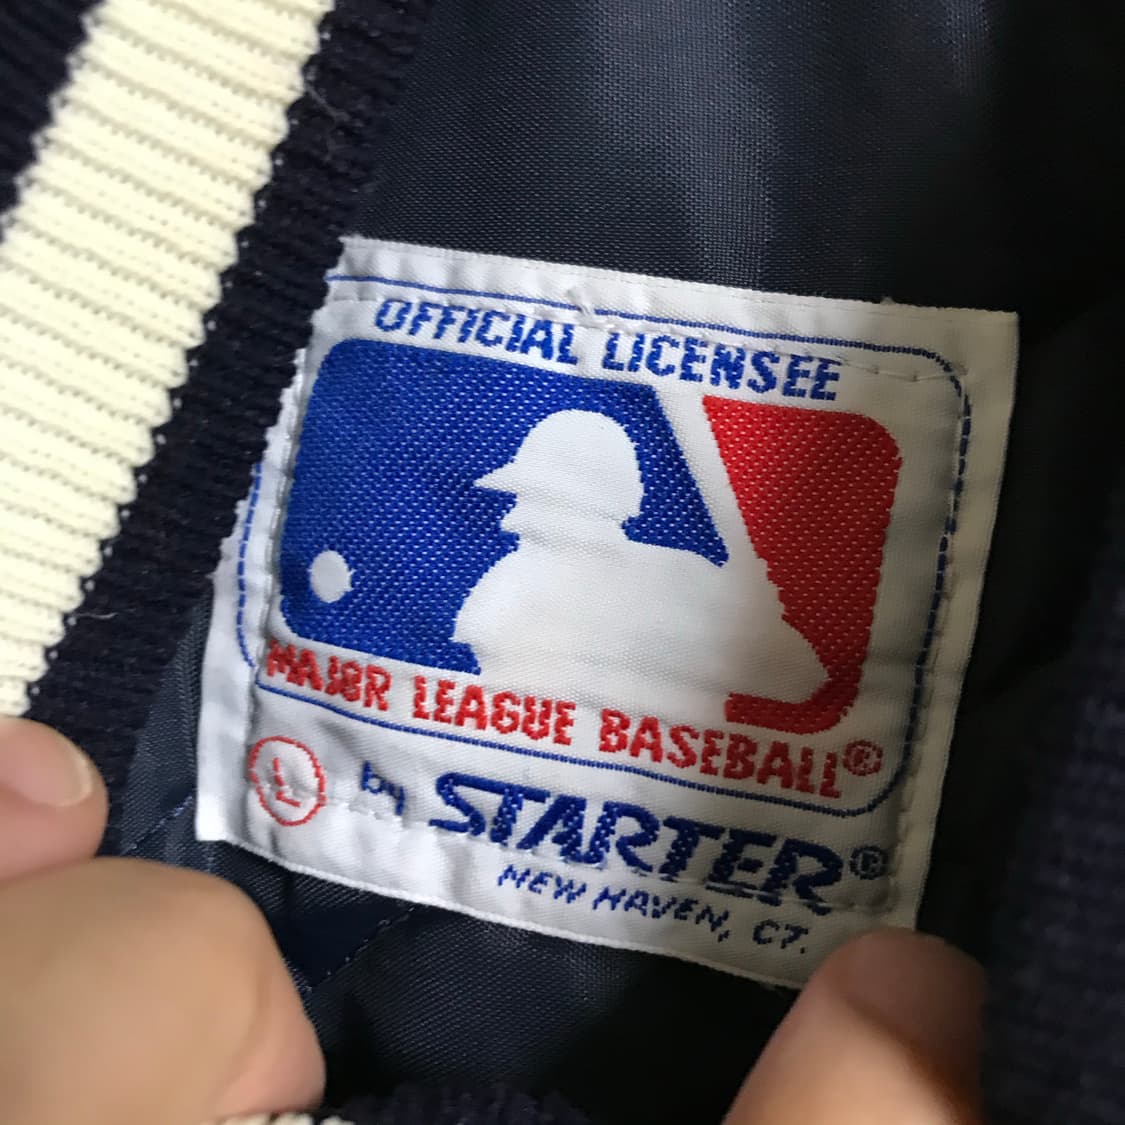 OFFICIAL LICENSEE
MAJOR LEAGUE BASEBALL®
L by STARTER®
NEW HAVEN, CT.